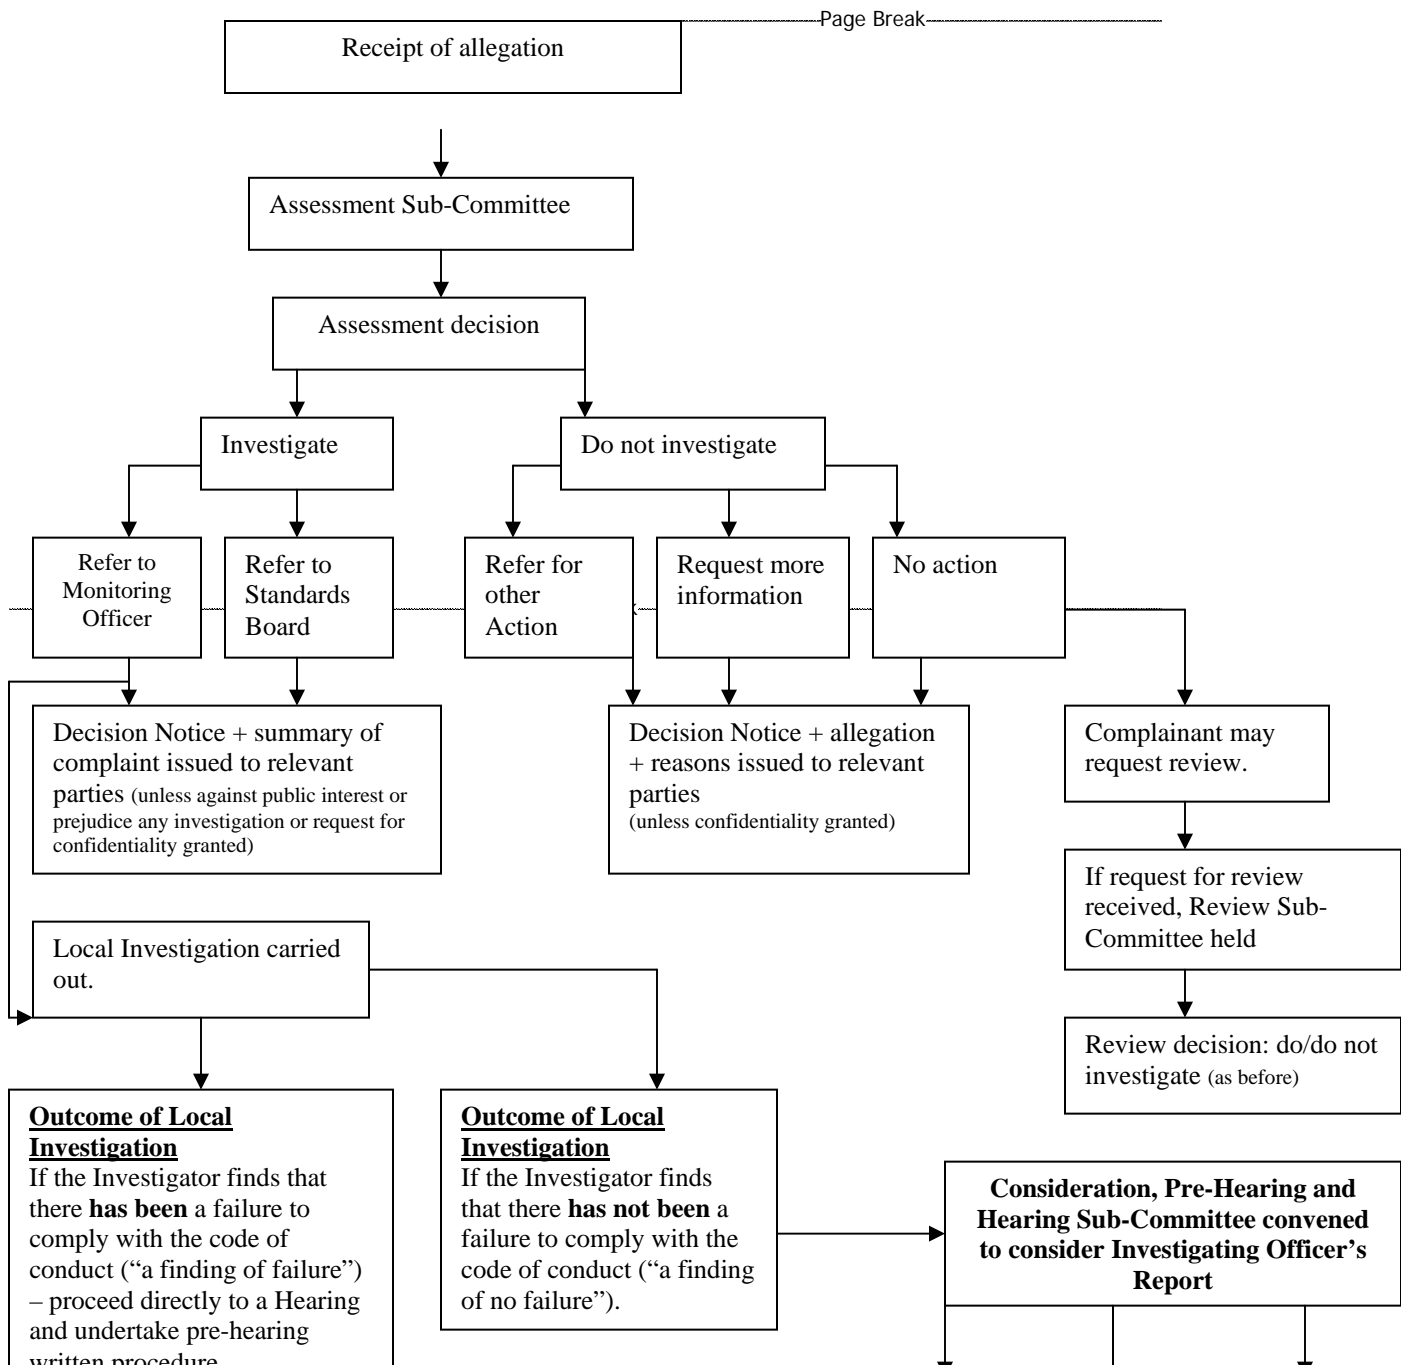 Page Break
Receipt of allegation
Assessment Sub-Committee
Assessment decision
Investigate
Do not investigate
Refer to
Monitoring
Officer
Refer to
Standards
Board
Refer for
other
Action
Request more
information
No action
Decision Notice + summary of
complaint issued to relevant
parties (unless against public interest or
prejudice any investigation or request for
confidentiality granted)
Decision Notice + allegation
+ reasons issued to relevant
parties
(unless confidentiality granted)
Complainant may
request review.
If request for review
received, Review Sub-
Committee held
Review decision: do/do not
investigate (as before)
Local Investigation carried
out.
Outcome of Local
Investigation
If the Investigator finds that
there has been a failure to
comply with the code of
conduct (“a finding of failure”)
– proceed directly to a Hearing
and undertake pre-hearing
written procedure
Outcome of Local
Investigation
If the Investigator finds
that there has not been a
failure to comply with the
code of conduct (“a finding
of no failure”).
Consideration, Pre-Hearing and
Hearing Sub-Committee convened
to consider Investigating Officer’s
Report